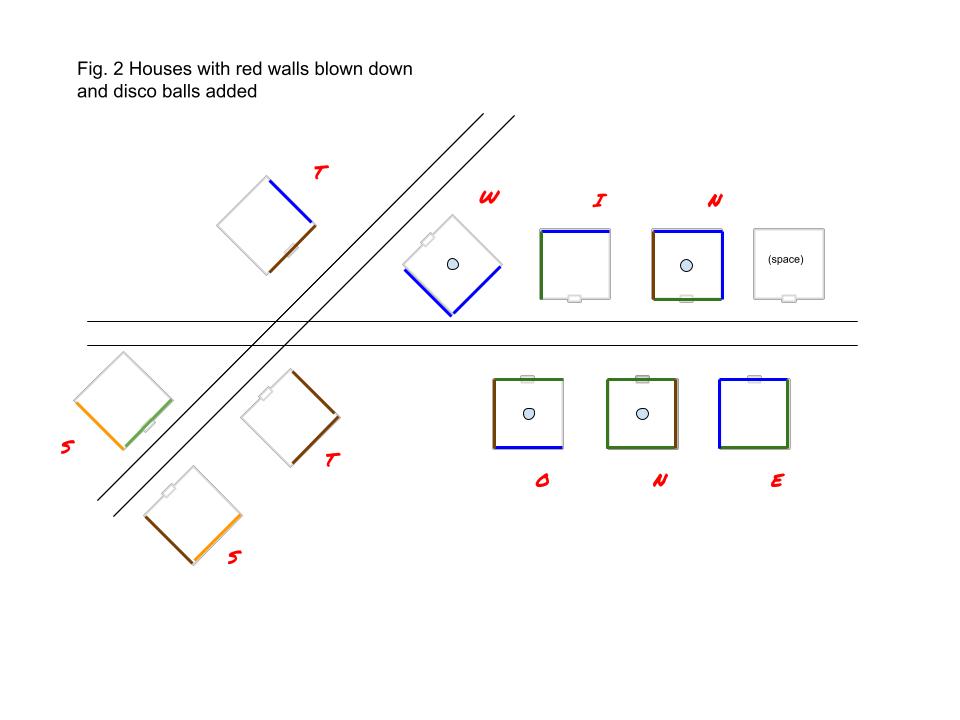 Fig. 2 Houses with red walls blown down
and disco balls added
T
W I N
(space)
S
T
O N E
S